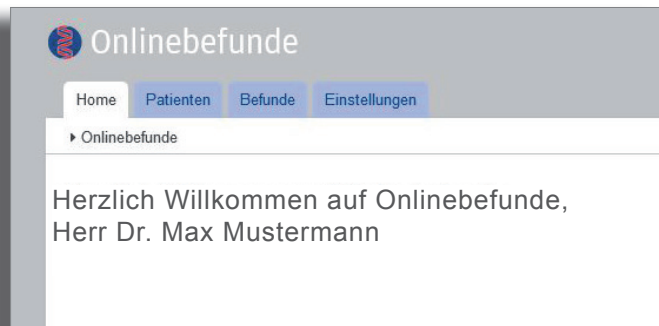 Onlinebefunde
Home Patienten Befunde Einstellungen
Onlinebefunde
Herzlich Willkommen auf Onlinebefunde,
Herr Dr. Max Mustermann